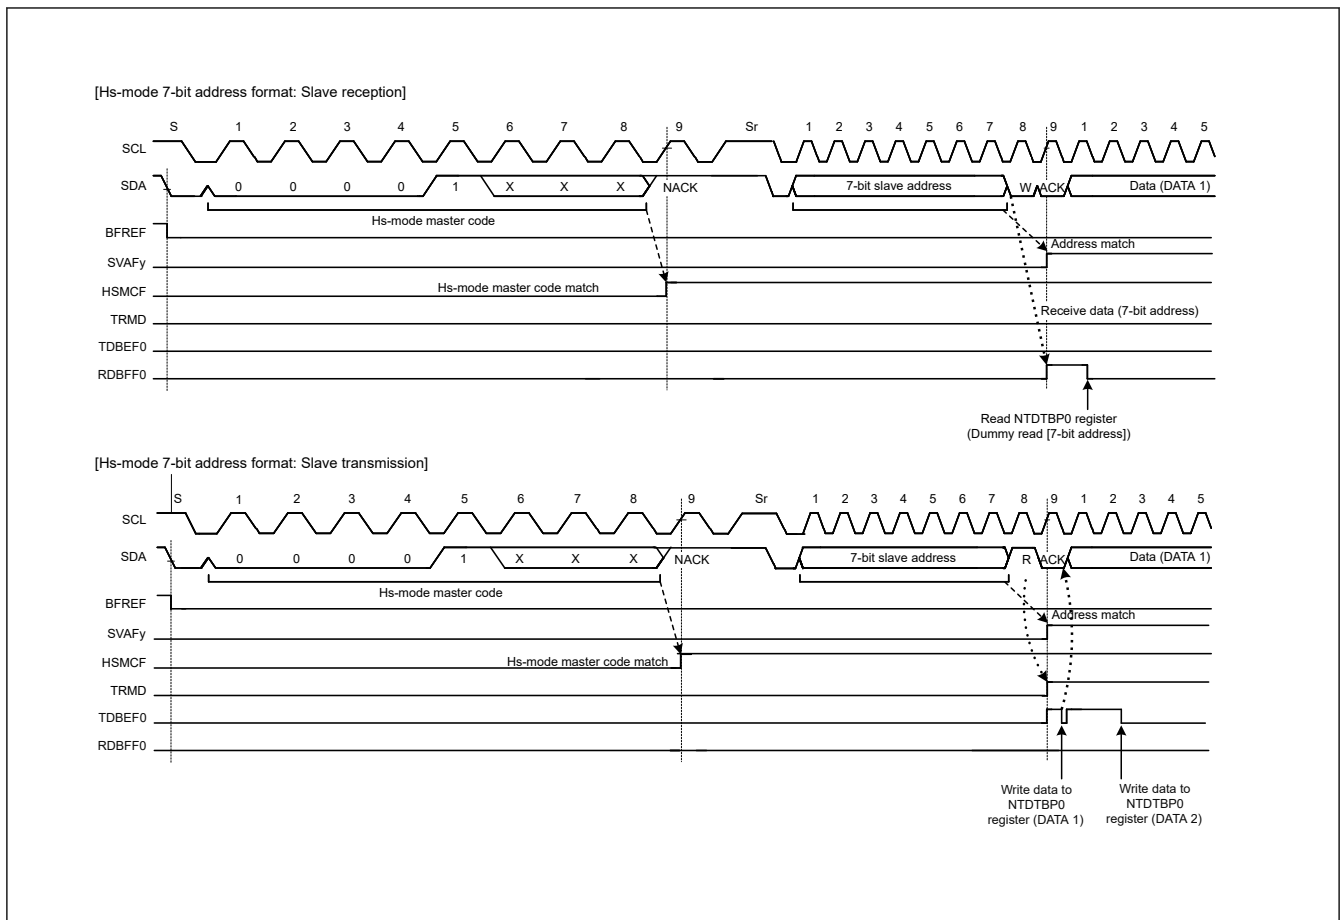 [Hs-mode 7-bit address format: Slave reception]
S 1 2 3 4 5 6 7 8 9 Sr 1 2 3 4 5 6 7 8 9 1 2 3 4 5
SCL
SDA 0 0 0 0 1 X X X NACK 7-bit slave address W ACK Data (DATA 1)
Hs-mode master code
BFREF
Address match
SVAFy
HSMCF Hs-mode master code match
Receive data (7-bit address)
TRMD
TDBEF0
RDBFF0
Read NTDTBP0 register
(Dummy read [7-bit address])
[Hs-mode 7-bit address format: Slave transmission]
S 1 2 3 4 5 6 7 8 9 Sr 1 2 3 4 5 6 7 8 9 1 2 3 4 5
SCL
SDA 0 0 0 0 1 X X X NACK 7-bit slave address R ACK Data (DATA 1)
Hs-mode master code
BFREF
Address match
SVAFy
HSMCF Hs-mode master code match
TRMD
TDBEF0
RDBFF0
Write data to
NTDTBP0
register (DATA 1)
Write data to
NTDTBP0
register (DATA 2)